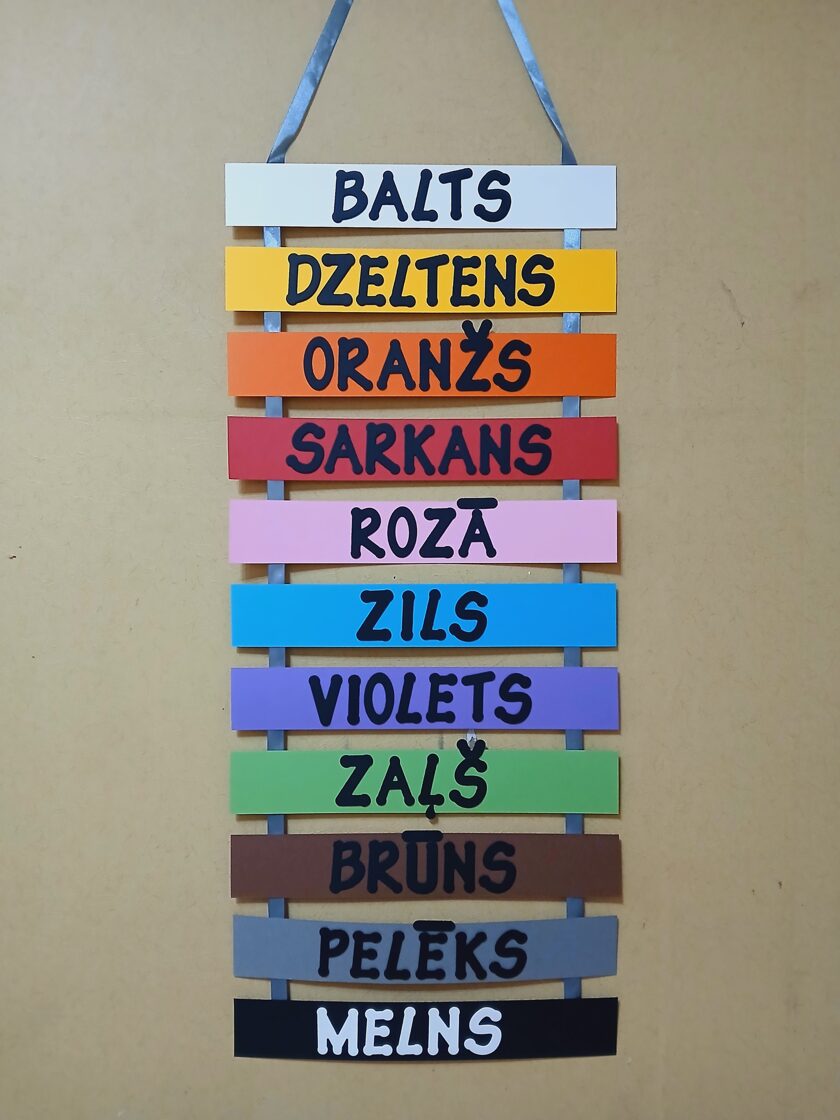 BALTS
DZELTENS
ORANŽS
SARKANS
ROZĀ
ZILS
VIOLETS
ZAĻŠ
BRŪNS
PELĒKS
MELNS